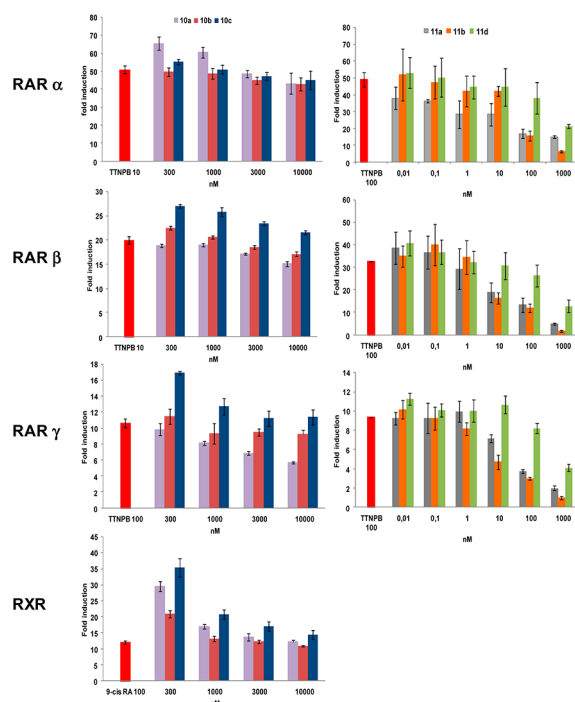 10a 10b 10c
RAR α
fold induction
80
70
60
50
40
30
20
10
0
TTNPB 10 300 1000 3000 10000
nM
11a 11b 11d
Fold induction
80
70
60
50
40
30
20
10
0
TTNPB 100 0,01 0,1 1 10 100 1000
nM
RAR β
Fold induction
30
25
20
15
10
5
0
TTNPB 10 300 1000 3000 10000
nM
Fold induction
60
50
40
30
20
10
0
TTNPB 100 0,01 0,1 1 10 100 1000
nM
RAR γ
Fold induction
18
16
14
12
10
8
6
4
2
0
TTNPB 100 300 1000 3000 10000
nM
Fold induction
14
12
10
8
6
4
2
0
TTNPB 100 0,01 0,1 1 10 100 1000
nM
RXR
Fold induction
40
35
30
25
20
15
10
5
0
9-cis RA 100 300 1000 3000 10000